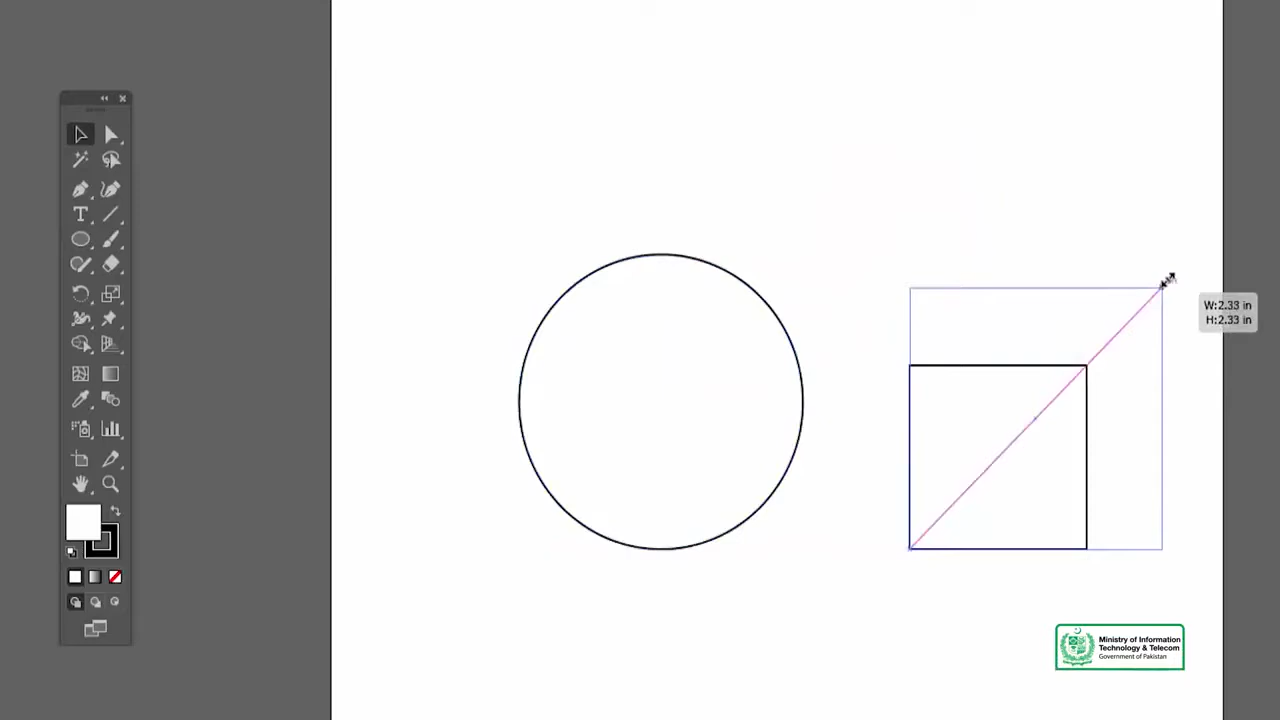 W:2.33 in
H:2.33 in
Ministry of Information
Technology & Telecom
Government of Pakistan